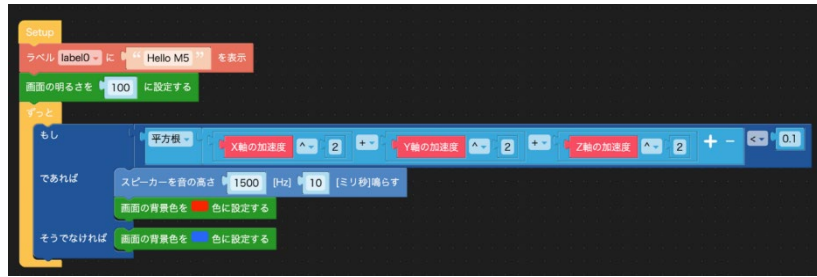 Setup
ラベル label0 に “ Hello M5 ” を表示
画面の明るさを 100 に設定する
ずっと
もし 平方根 X軸の加速度 ^ 2 + Y軸の加速度 ^ 2 + Z軸の加速度 ^ 2 + - < 0.1
であれば スピーカーを音の高さ 1500 [Hz] 10 [ミリ秒]鳴らす
画面の背景色を 色に設定する
そうでなければ 画面の背景色を 色に設定する